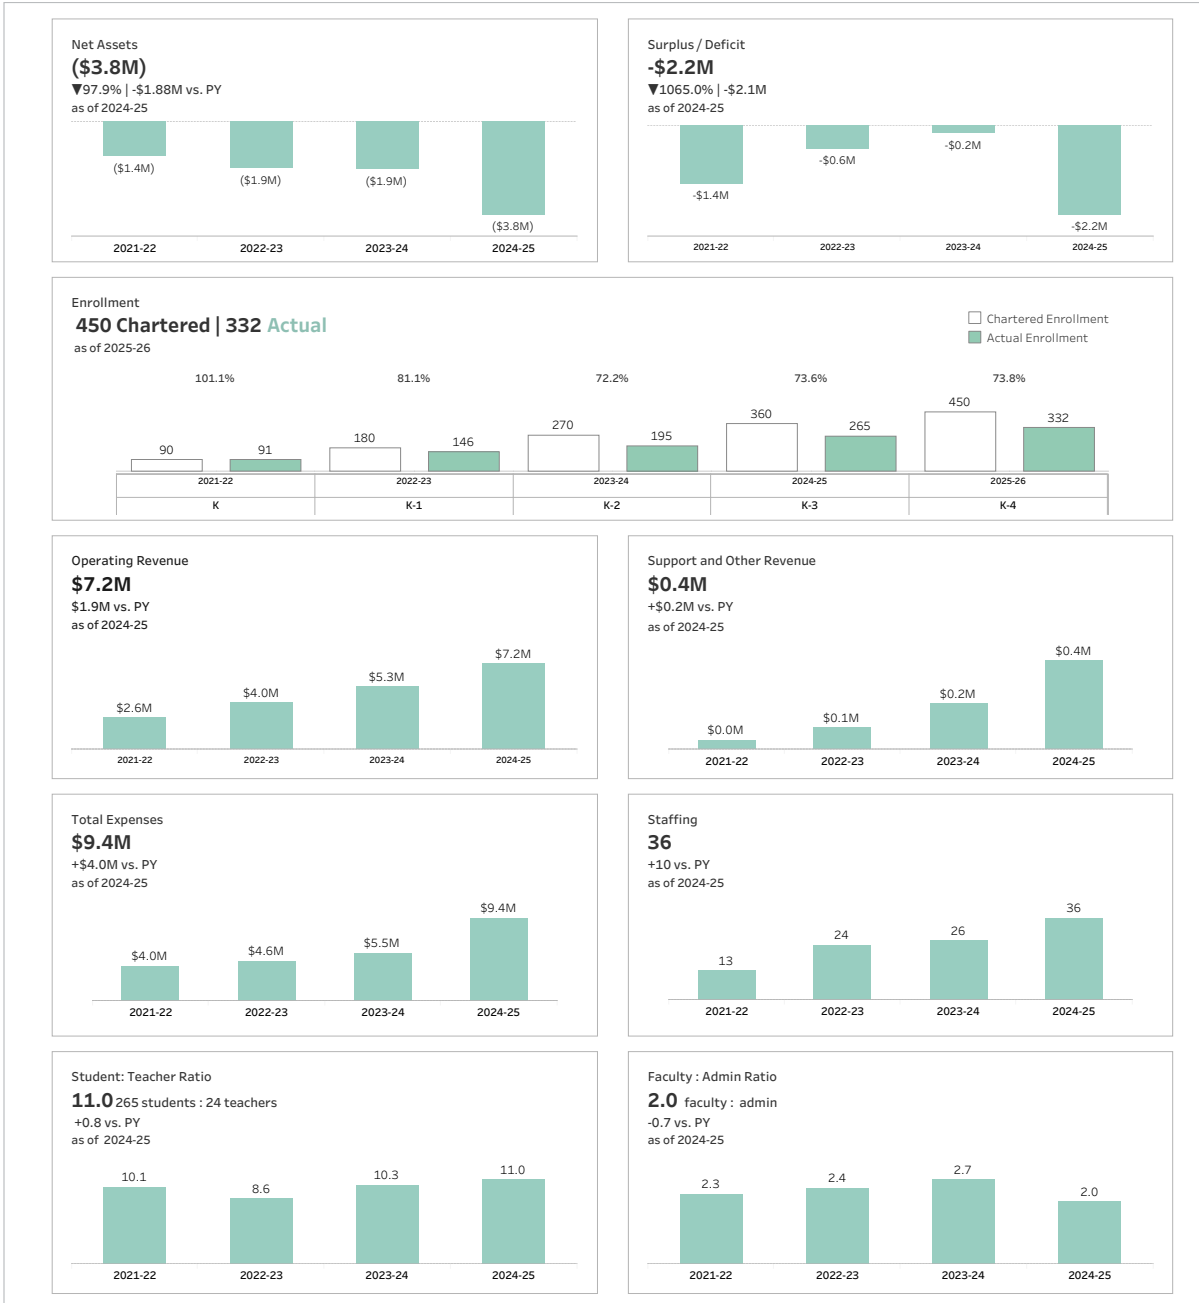 Net Assets
($3.8M)
▼97.9% | -$1.88M vs. PY
as of 2024-25
($1.4M)
($1.9M)
($1.9M)
($3.8M)
2021-22 2022-23 2023-24 2024-25
Surplus / Deficit
-$2.2M
▼1065.0% | -$2.1M
as of 2024-25
-$1.4M
-$0.6M
-$0.2M
-$2.2M
2021-22 2022-23 2023-24 2024-25
Enrollment
450 Chartered | 332 Actual
as of 2025-26
Chartered Enrollment
Actual Enrollment
101.1% 81.1% 72.2% 73.6% 73.8%
90 91 180 146 270 195 360 265 450 332
2021-22 2022-23 2023-24 2024-25 2025-26
K K-1 K-2 K-3 K-4
Operating Revenue
$7.2M
$1.9M vs. PY
as of 2024-25
$2.6M $4.0M $5.3M $7.2M
2021-22 2022-23 2023-24 2024-25
Support and Other Revenue
$0.4M
+$0.2M vs. PY
as of 2024-25
$0.0M $0.1M $0.2M $0.4M
2021-22 2022-23 2023-24 2024-25
Total Expenses
$9.4M
+$4.0M vs. PY
as of 2024-25
$4.0M $4.6M $5.5M $9.4M
2021-22 2022-23 2023-24 2024-25
Staffing
36
+10 vs. PY
as of 2024-25
13 24 26 36
2021-22 2022-23 2023-24 2024-25
Student: Teacher Ratio
11.0 265 students : 24 teachers
+0.8 vs. PY
as of 2024-25
10.1 8.6 10.3 11.0
2021-22 2022-23 2023-24 2024-25
Faculty : Admin Ratio
2.0 faculty : admin
-0.7 vs. PY
as of 2024-25
2.3 2.4 2.7 2.0
2021-22 2022-23 2023-24 2024-25